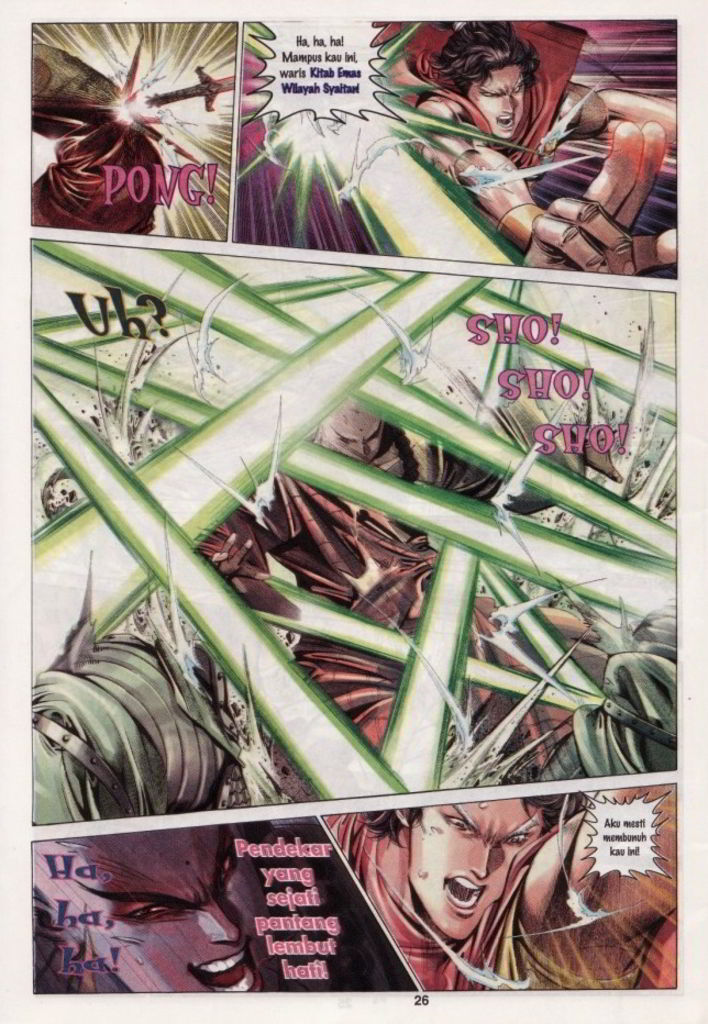 PONG!
Ha, ha, ha!
Mampus kau ini,
waris Kitab Emas
Wilayah Syaitan!
Uh?
SHO!
SHO!
SHO!
Ha,
ha,
ha!
Pendekar
yang
sejati
pantang
lembut
hati!
Aku mesti
membunuh
kau ini!
26